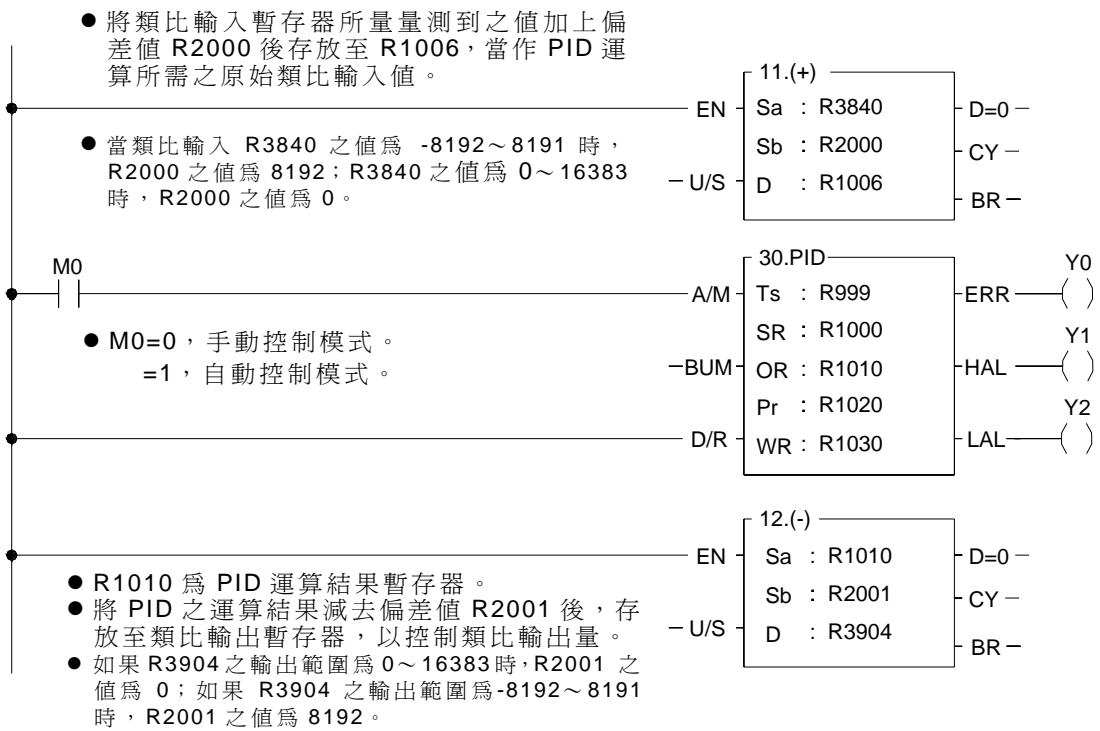 ● 將類比輸入暫存器所量量測到之值加上偏
差值 R2000 後存放至 R1006，當作 PID 運
算所需之原始類比輸入值。
11.(+)
EN Sa : R3840 D=0
● 當類比輸入 R3840 之值爲 -8192～8191 時，
R2000 之值爲 8192；R3840 之值爲 0～16383
時，R2000 之值爲 0。
Sb : R2000 CY
U/S D : R1006 BR
M0
30.PID
Y0
A/M Ts : R999 ERR ( )
● M0=0，手動控制模式。
=1，自動控制模式。
SR : R1000
Y1
BUM OR : R1010 HAL ( )
Pr : R1020
Y2
D/R WR : R1030 LAL ( )
12.(-)
EN Sa : R1010 D=0
● R1010 爲 PID 運算結果暫存器。
● 將 PID 之運算結果減去偏差值 R2001 後，存
放至類比輸出暫存器，以控制類比輸出量。
Sb : R2001 CY
U/S D : R3904 BR
● 如果 R3904 之輸出範圍爲 0～16383 時，R2001 之
值爲 0；如果 R3904 之輸出範圍爲-8192～8191
時，R2001 之值爲 8192。